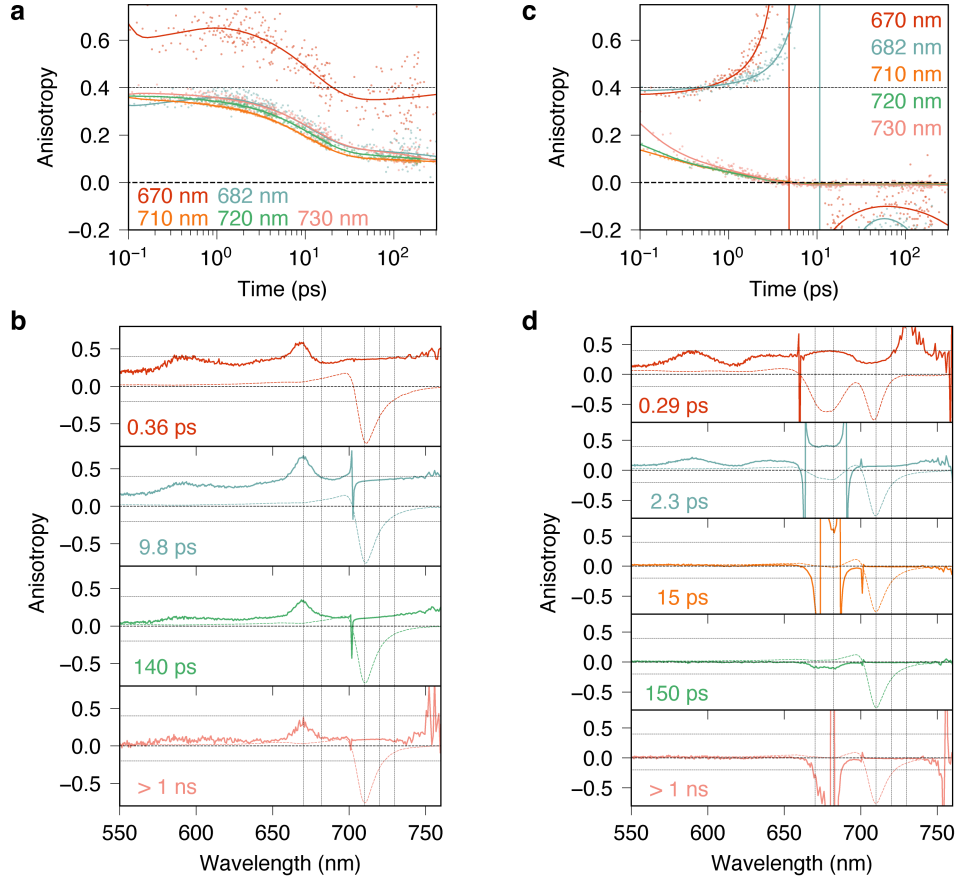 a
0.6
0.4
0.2
0.0
−0.2
Anisotropy
670 nm 682 nm
710 nm 720 nm 730 nm
10⁻¹ 10⁰ 10¹ 10²
Time (ps)
c
0.6
0.4
0.2
0.0
−0.2
Anisotropy
670 nm
682 nm
710 nm
720 nm
730 nm
10⁻¹ 10⁰ 10¹ 10²
Time (ps)
b
Anisotropy
0.5
0.0
−0.5
0.36 ps
0.5
0.0
−0.5
9.8 ps
0.5
0.0
−0.5
140 ps
0.5
0.0
−0.5
> 1 ns
550 600 650 700 750
Wavelength (nm)
d
Anisotropy
0.5
0.0
−0.5
0.29 ps
0.5
0.0
−0.5
2.3 ps
0.5
0.0
−0.5
15 ps
0.5
0.0
−0.5
150 ps
0.5
0.0
−0.5
> 1 ns
550 600 650 700 750
Wavelength (nm)